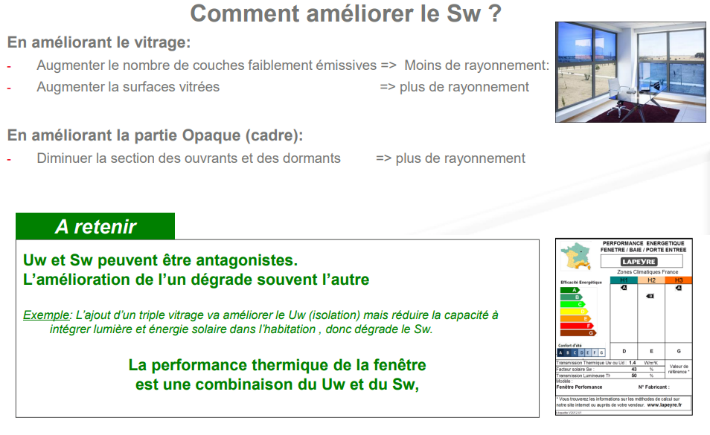 Comment améliorer le Sw ?
En améliorant le vitrage:
- Augmenter le nombre de couches faiblement émissives => Moins de rayonnement:
- Augmenter la surfaces vitrées => plus de rayonnement
En améliorant la partie Opaque (cadre):
- Diminuer la section des ouvrants et des dormants => plus de rayonnement
A retenir
Uw et Sw peuvent être antagonistes.
L'amélioration de l'un dégrade souvent l'autre
Exemple: L'ajout d'un triple vitrage va améliorer le Uw (isolation) mais réduire la capacité à
intégrer lumière et énergie solaire dans l'habitation , donc dégrade le Sw.
La performance thermique de la fenêtre
est une combinaison du Uw et du Sw,
PERFORMANCE ENERGETIQUE
FENETRE / BAIE / PORTE ENTREE
LAPEYRE
Zones Climatiques France
Efficacité Energétique H1 H2 H3
A
B
C
D
E
F
G
Confort d'été
A B C D E F G D E G
Transmission Thermique Uw ou Ud : 1.4
Facteur solaire Sw : 43 %
Transmission Lumineuse Tl 50 %
Valeur de
référence *
Modèle :
Fenêtre Perfomance N° Fabricant :
* Vous trouverez les informations sur les méthodes de calcul sur
notre site internet ou auprès de votre vendeur www.lapeyre.fr